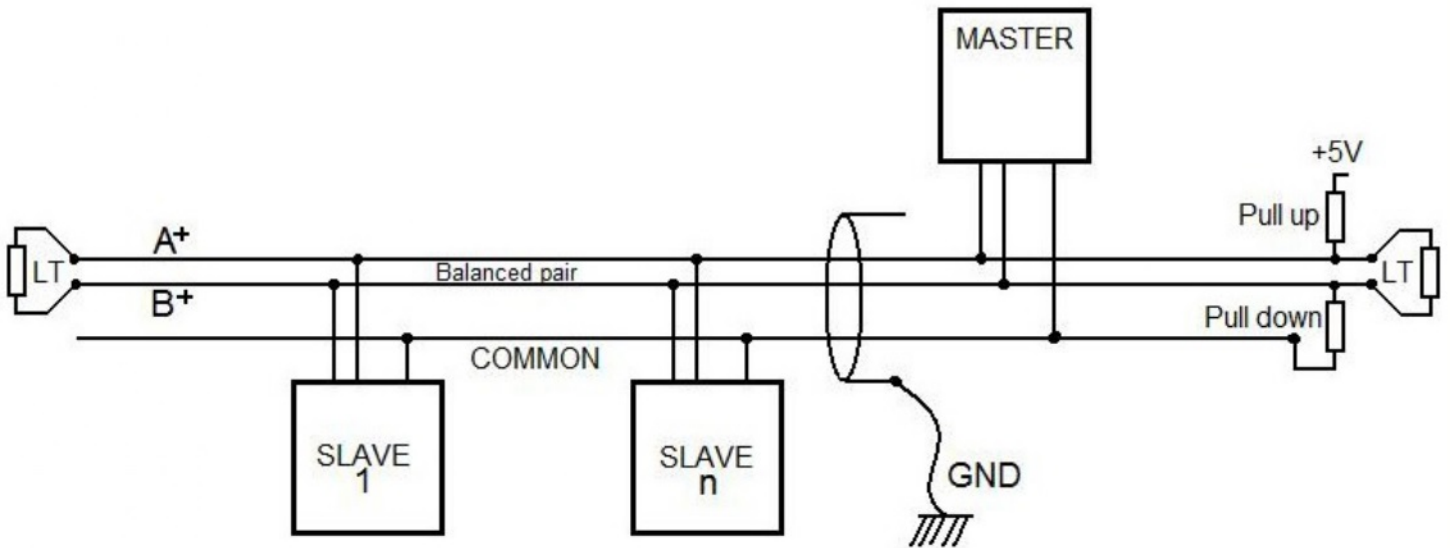 MASTER
+5V
Pull up
A+
LT
Balanced pair
LT
B+
Pull down
COMMON
SLAVE
1
SLAVE
n
GND